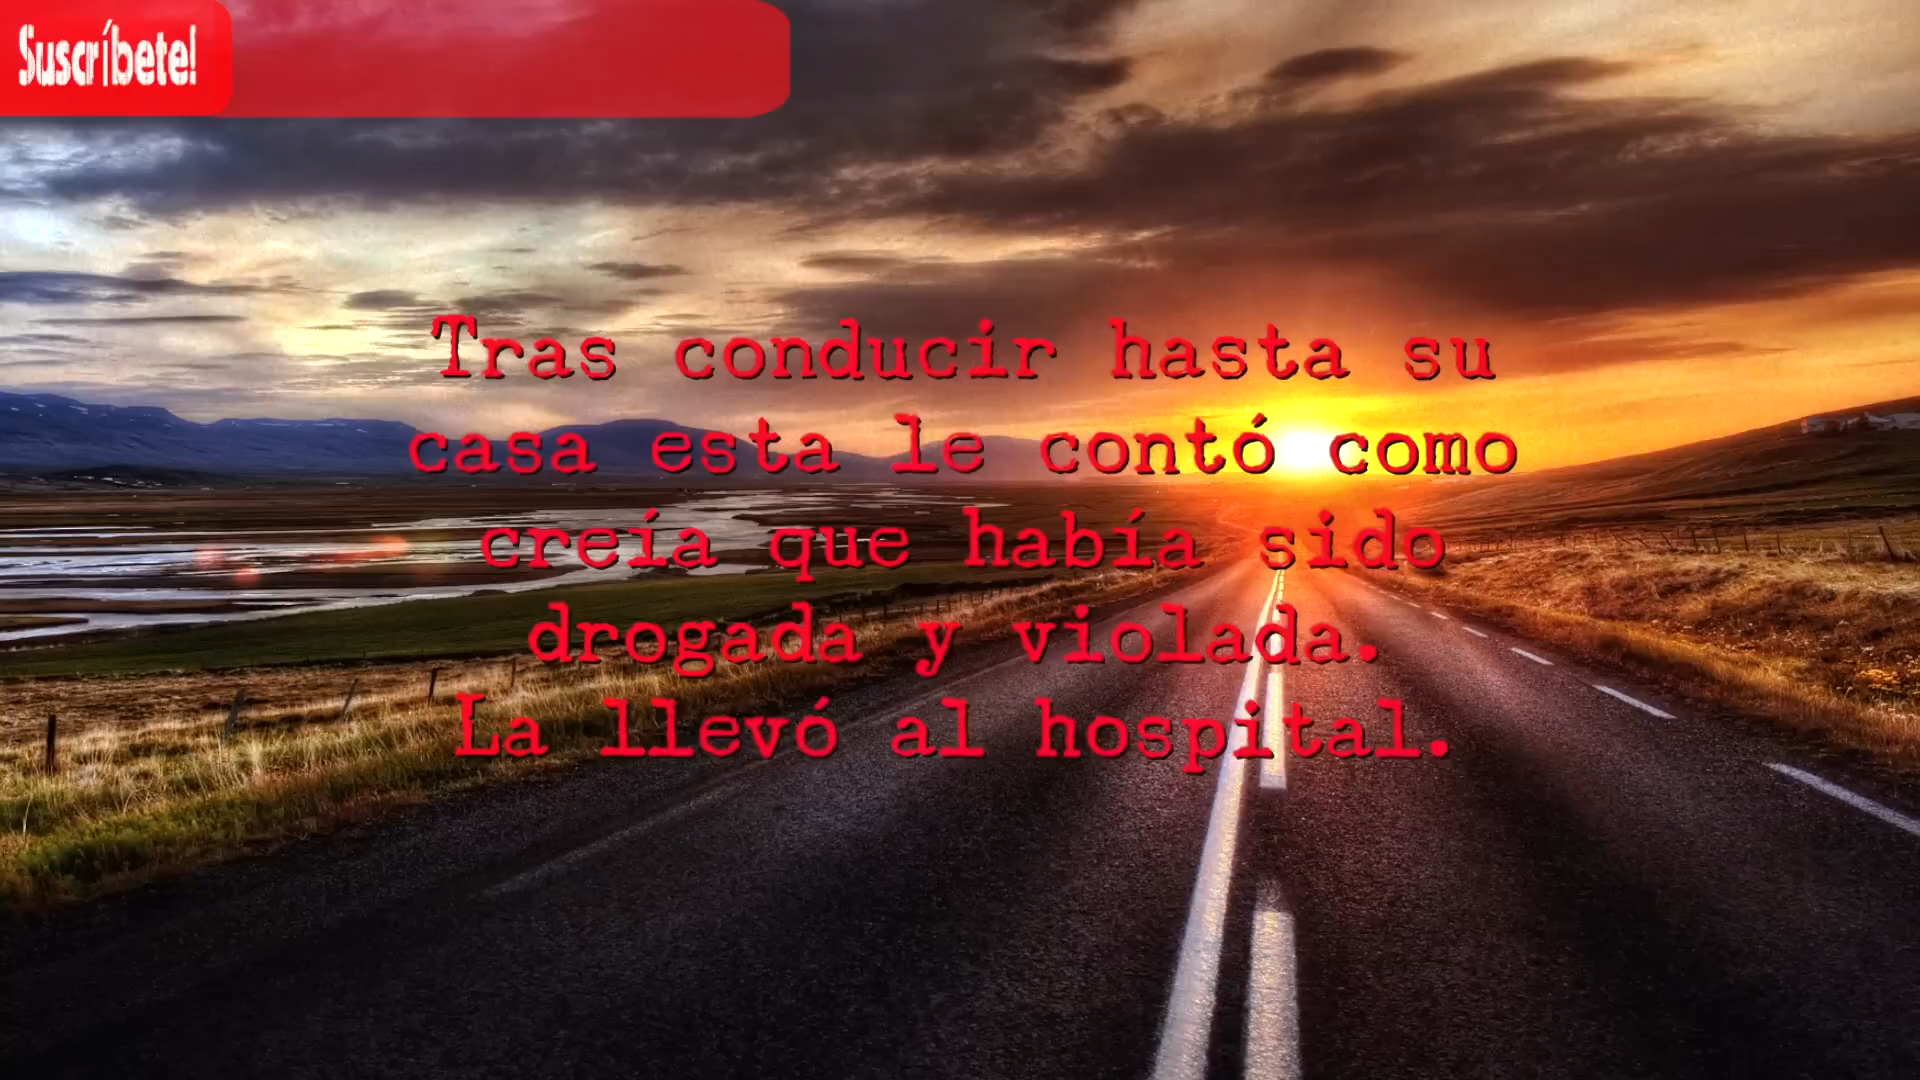 Suscríbete!
Tras conducir hasta su
casa esta le contó como
creía que había sido
drogada y violada.
La llevó al hospital.